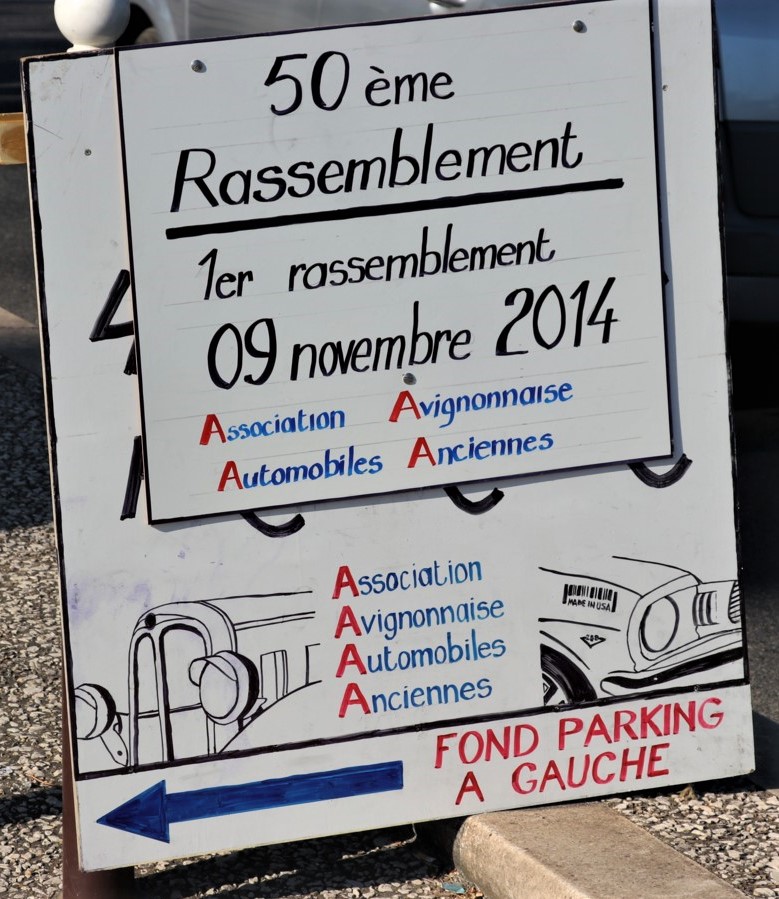 50 ème
Rassemblement
1er rassemblement
09 novembre 2014
Association Avignonnaise
Automobiles Anciennes
Association
Avignonnaise
Automobiles
Anciennes
MADE IN USA
FOND PARKING
A GAUCHE